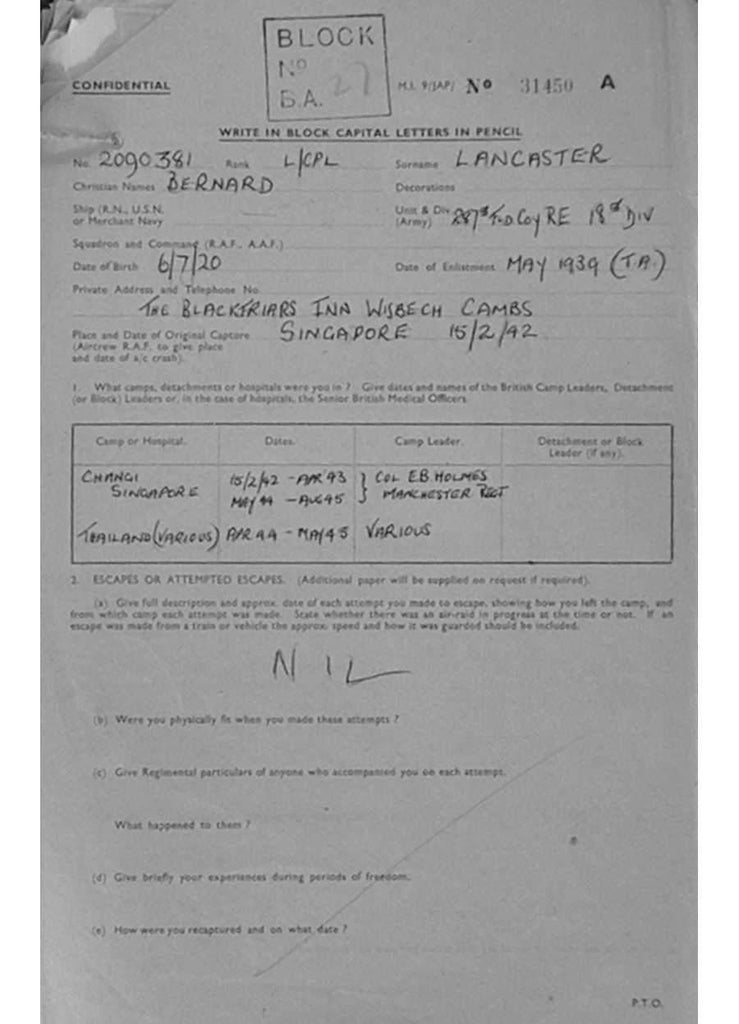 BLOCK
No
B.A. 27
CONFIDENTIAL
M.I. 9/JAP/ No 31450 A
WRITE IN BLOCK CAPITAL LETTERS IN PENCIL
No. 2090381 Rank L/CPL Surname LANCASTER
Christian Names BERNARD Decorations
Ship (R.N., U.S.N. or Merchant Navy
Unit & Div (Army) 287th Fd Coy RE 18th DIV
Squadron and Command (R.A.F., A.A.F.)
Date of Birth 6/7/20 Date of Enlistment MAY 1939 (T.A.)
Private Address and Telephone No.
THE BLACKFRIARS INN WISBECH CAMBS
Place and Date of Original Capture SINGAPORE 15/2/42
(Aircrew R.A.F. to give place
and date of a/c crash).
1. What camps, detachments or hospitals were you in ? Give dates and names of the British Camp Leaders, Detachment
(or Block) Leaders or, in the case of hospitals, the Senior British Medical Officers.
Camp or Hospital. Dates. Camp Leader. Detachment or Block
Leader (if any).
CHANGI 15/2/42 - APR 43 } COL E.B. HOLMES
SINGAPORE MAY 44 - AUG 45 } MANCHESTER REGT
THAILAND (VARIOUS) APR 44 - MAY 45 VARIOUS
2. ESCAPES OR ATTEMPTED ESCAPES. (Additional paper will be supplied on request if required).
(a) Give full description and approx. date of each attempt you made to escape, showing how you left the camp, and
from which camp each attempt was made. State whether there was an air-raid in progress at the time or not. If an
escape was made from a train or vehicle the approx. speed and how it was guarded should be included.
NIL
(b) Were you physically fit when you made these attempts ?
(c) Give Regimental particulars of anyone who accompanied you on each attempt.
What happened to them ?
(d) Give briefly your experiences during periods of freedom.
(e) How were you recaptured and on what date ?
P.T.O.